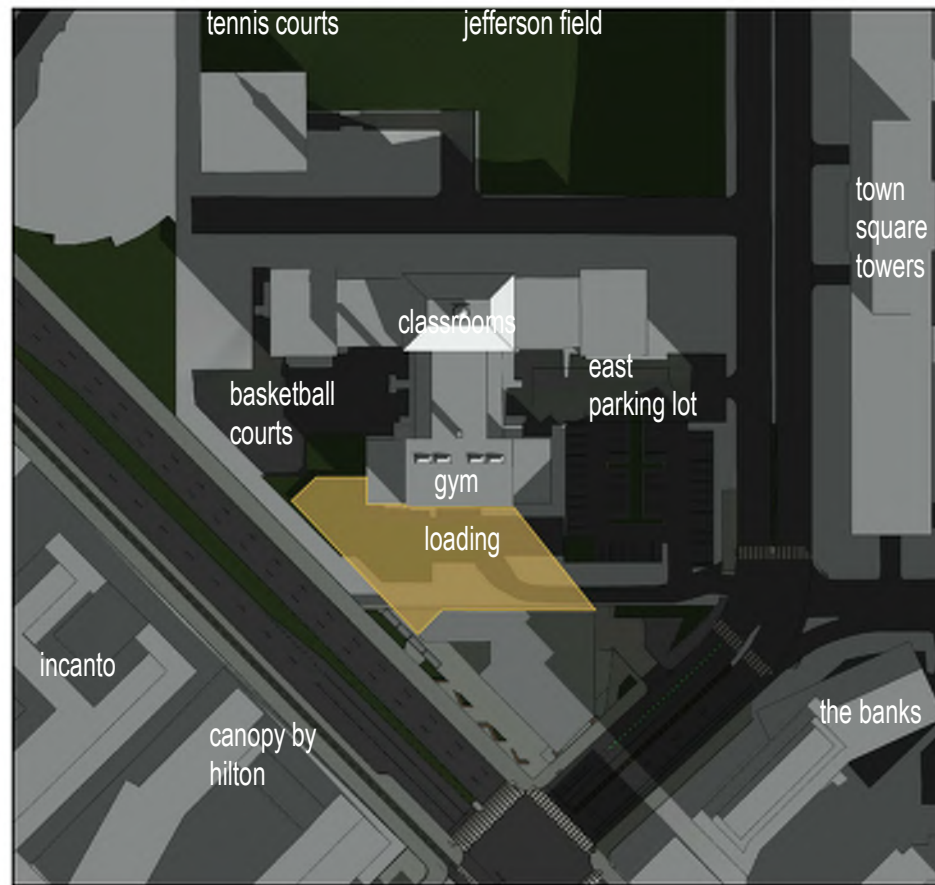 tennis courts
jefferson field
town
square
towers
classrooms
basketball
courts
east
parking lot
gym
loading
incanto
canopy by
hilton
the banks